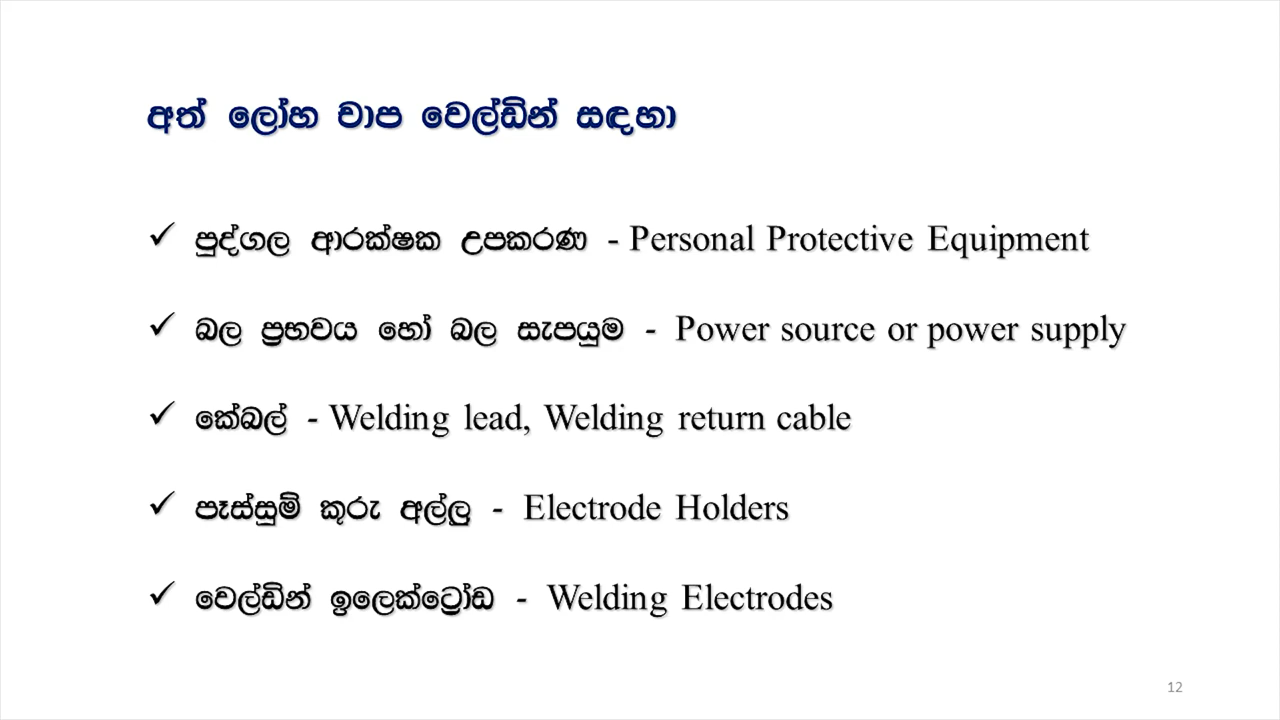 අත් ලෝහ චාප වෙල්ඩින් සඳහා
✓ පුද්ගල ආරක්ෂක උපකරණ - Personal Protective Equipment
✓ බල ප්‍රභවය හෝ බල සැපයුම - Power source or power supply
✓ කේබල් - Welding lead, Welding return cable
✓ පෑස්සුම් කූරු අල්ලු - Electrode Holders
✓ වෙල්ඩින් ඉලෙක්ට්‍රෝඩ - Welding Electrodes
12